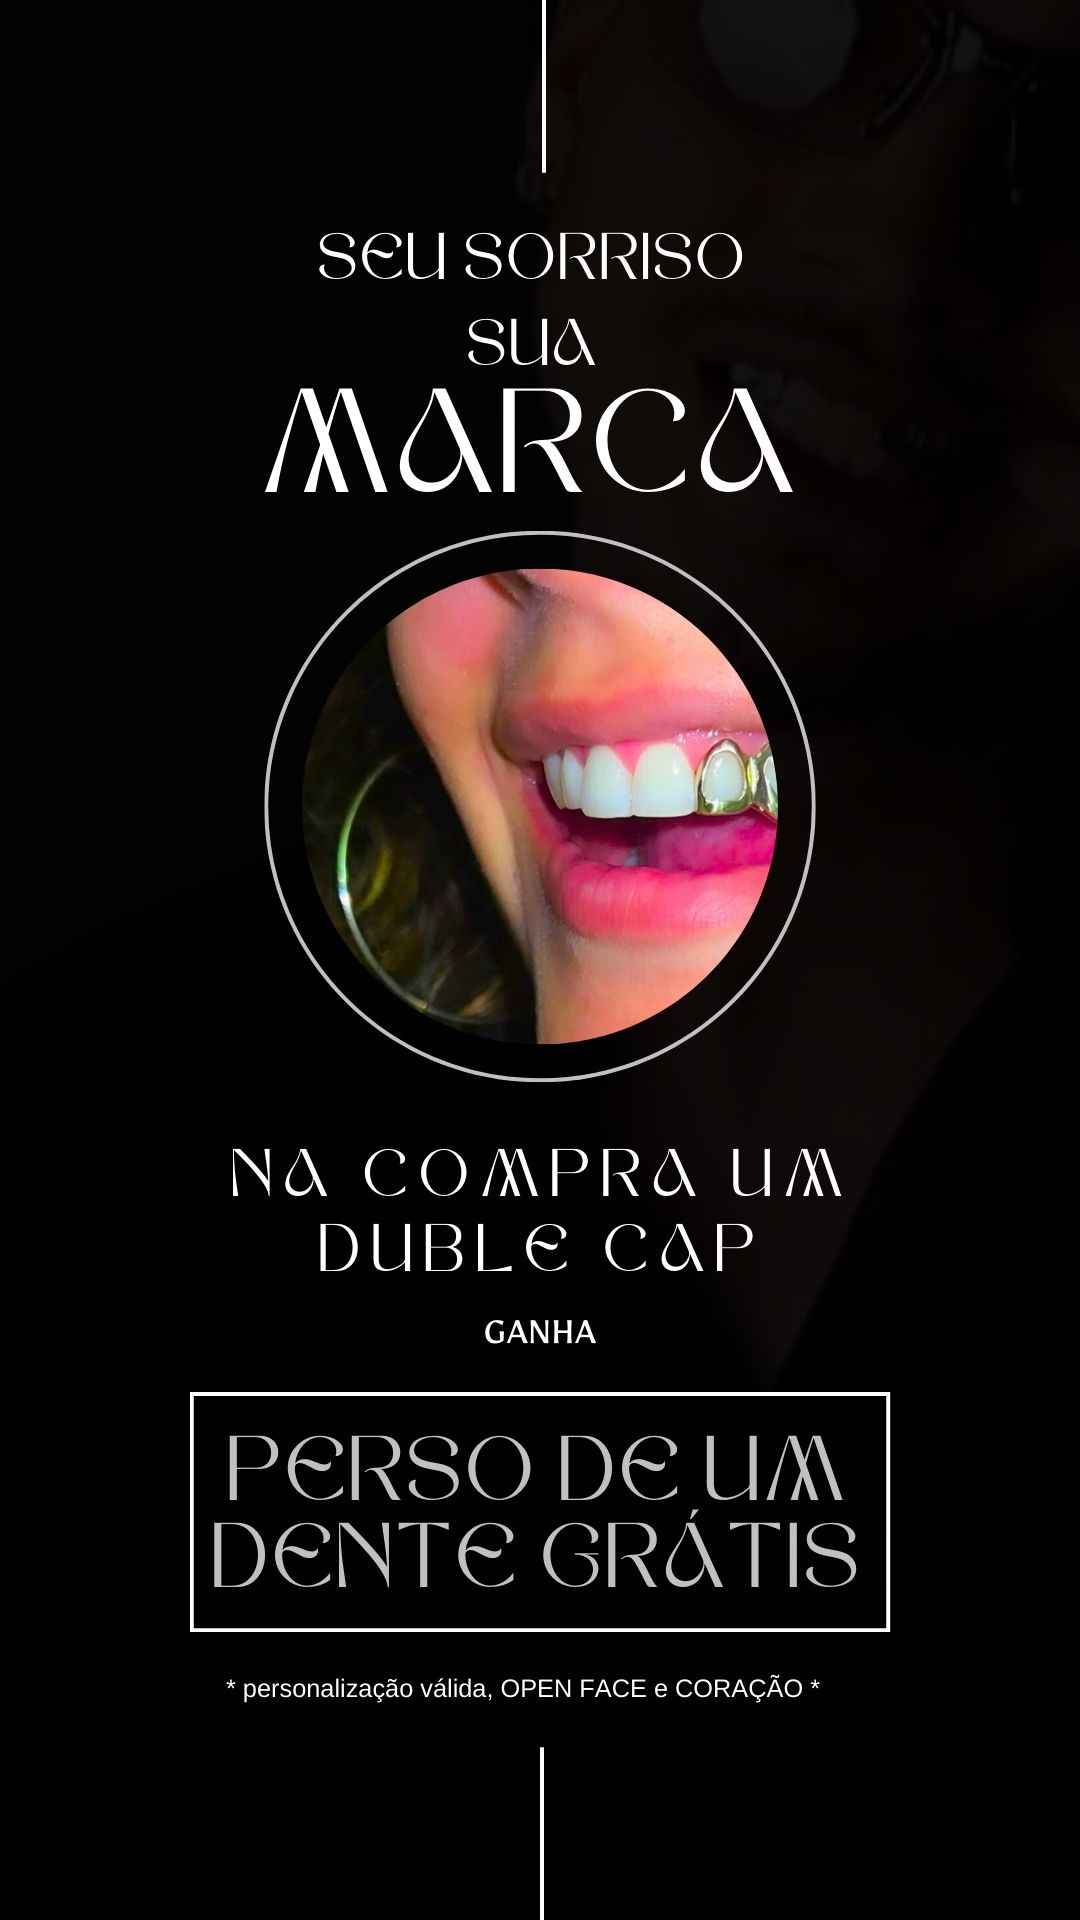 SEU SORRISO
SUA
MARCA
NA COMPRA UM
DUBLE CAP
GANHA
PERSO DE UM
DENTE GRÁTIS
* personalização válida, OPEN FACE e CORAÇÃO *